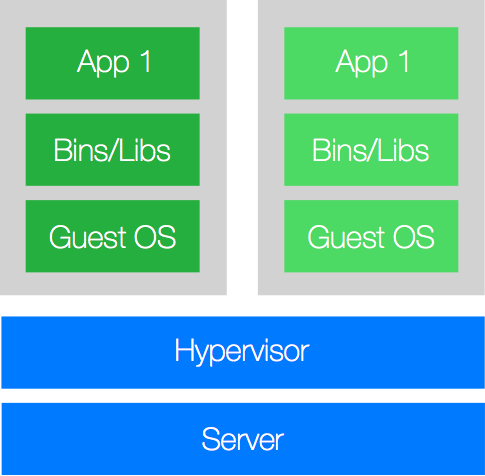 App 1
App 1
Bins/Libs
Bins/Libs
Guest OS
Guest OS
Hypervisor
Server